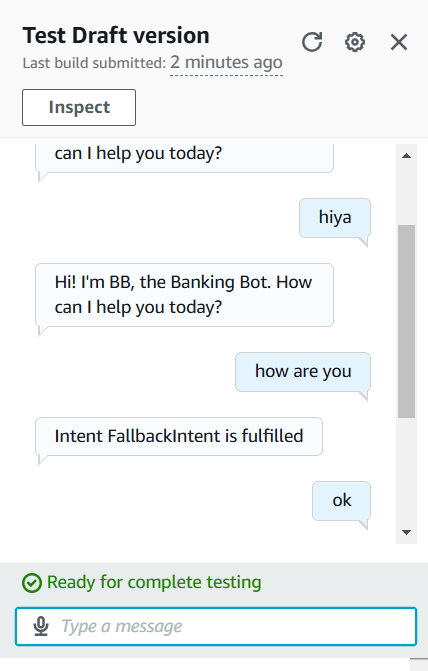 Test Draft version
Last build submitted: 2 minutes ago
Inspect
can I help you today?
hiya
Hi! I'm BB, the Banking Bot. How
can I help you today?
how are you
Intent FallbackIntent is fulfilled
ok
Ready for complete testing
Type a message